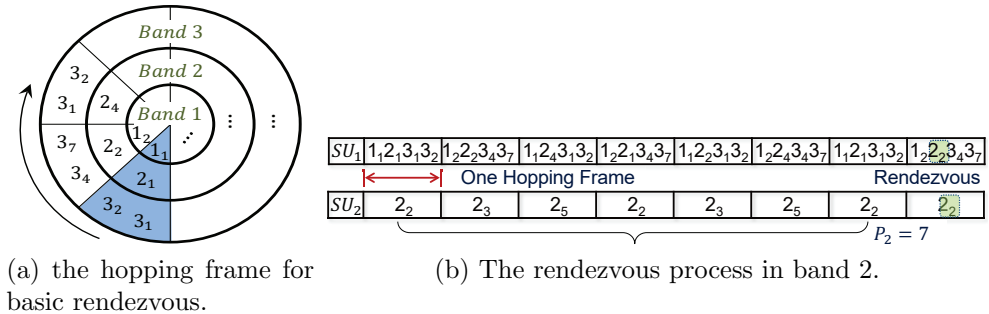 Band 3
Band 2
Band 1
3₂
3₁
2₄
1₂
1₁
3₇
3₄
2₂
2₁
3₂
3₁
...
⋮
⋮
SU₁ 1₁2₁3₁3₂ 1₂2₂3₄3₇ 1₁2₄3₁3₂ 1₂2₁3₄3₇ 1₁2₂3₁3₂ 1₂2₄3₄3₇ 1₁2₁3₁3₂ 1₂2₂3₄3₇
One Hopping Frame Rendezvous
SU₂ 2₂ 2₃ 2₅ 2₂ 2₃ 2₅ 2₂ 2₂
P₂ = 7
(a) the hopping frame for
basic rendezvous.
(b) The rendezvous process in band 2.